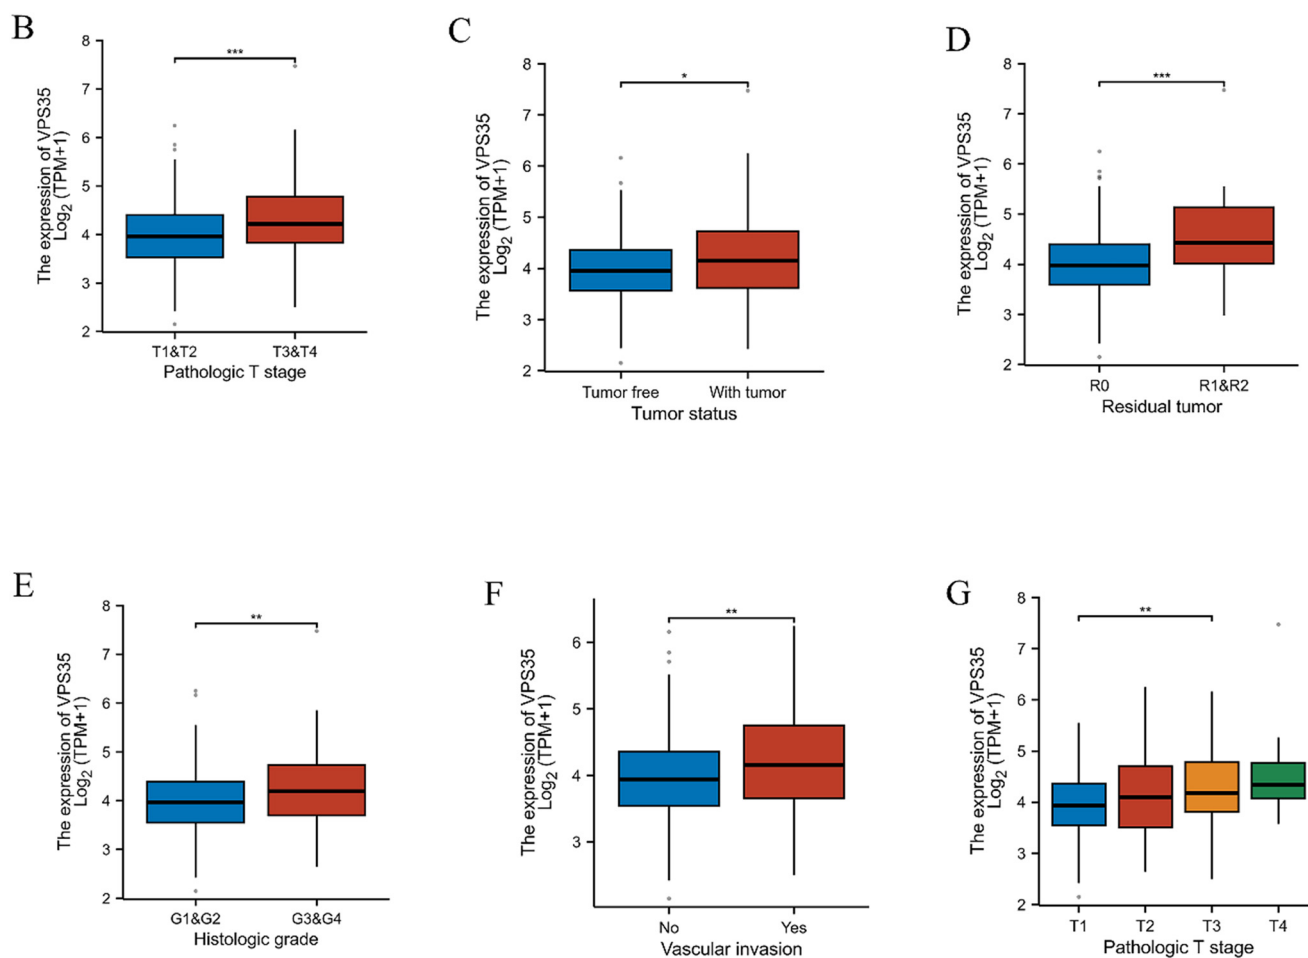 B
The expression of VPS35
Log2 (TPM+1)
8
7
6
5
4
3
2
***
T1&T2
T3&T4
Pathologic T stage
C
The expression of VPS35
Log2 (TPM+1)
8
7
6
5
4
3
2
*
Tumor free
With tumor
Tumor status
D
The expression of VPS35
Log2 (TPM+1)
8
7
6
5
4
3
2
***
R0
R1&R2
Residual tumor
E
The expression of VPS35
Log2 (TPM+1)
8
7
6
5
4
3
2
**
G1&G2
G3&G4
Histologic grade
F
The expression of VPS35
Log2 (TPM+1)
6
5
4
3
**
No
Yes
Vascular invasion
G
The expression of VPS35
Log2 (TPM+1)
8
7
6
5
4
3
2
**
T1
T2
T3
T4
Pathologic T stage